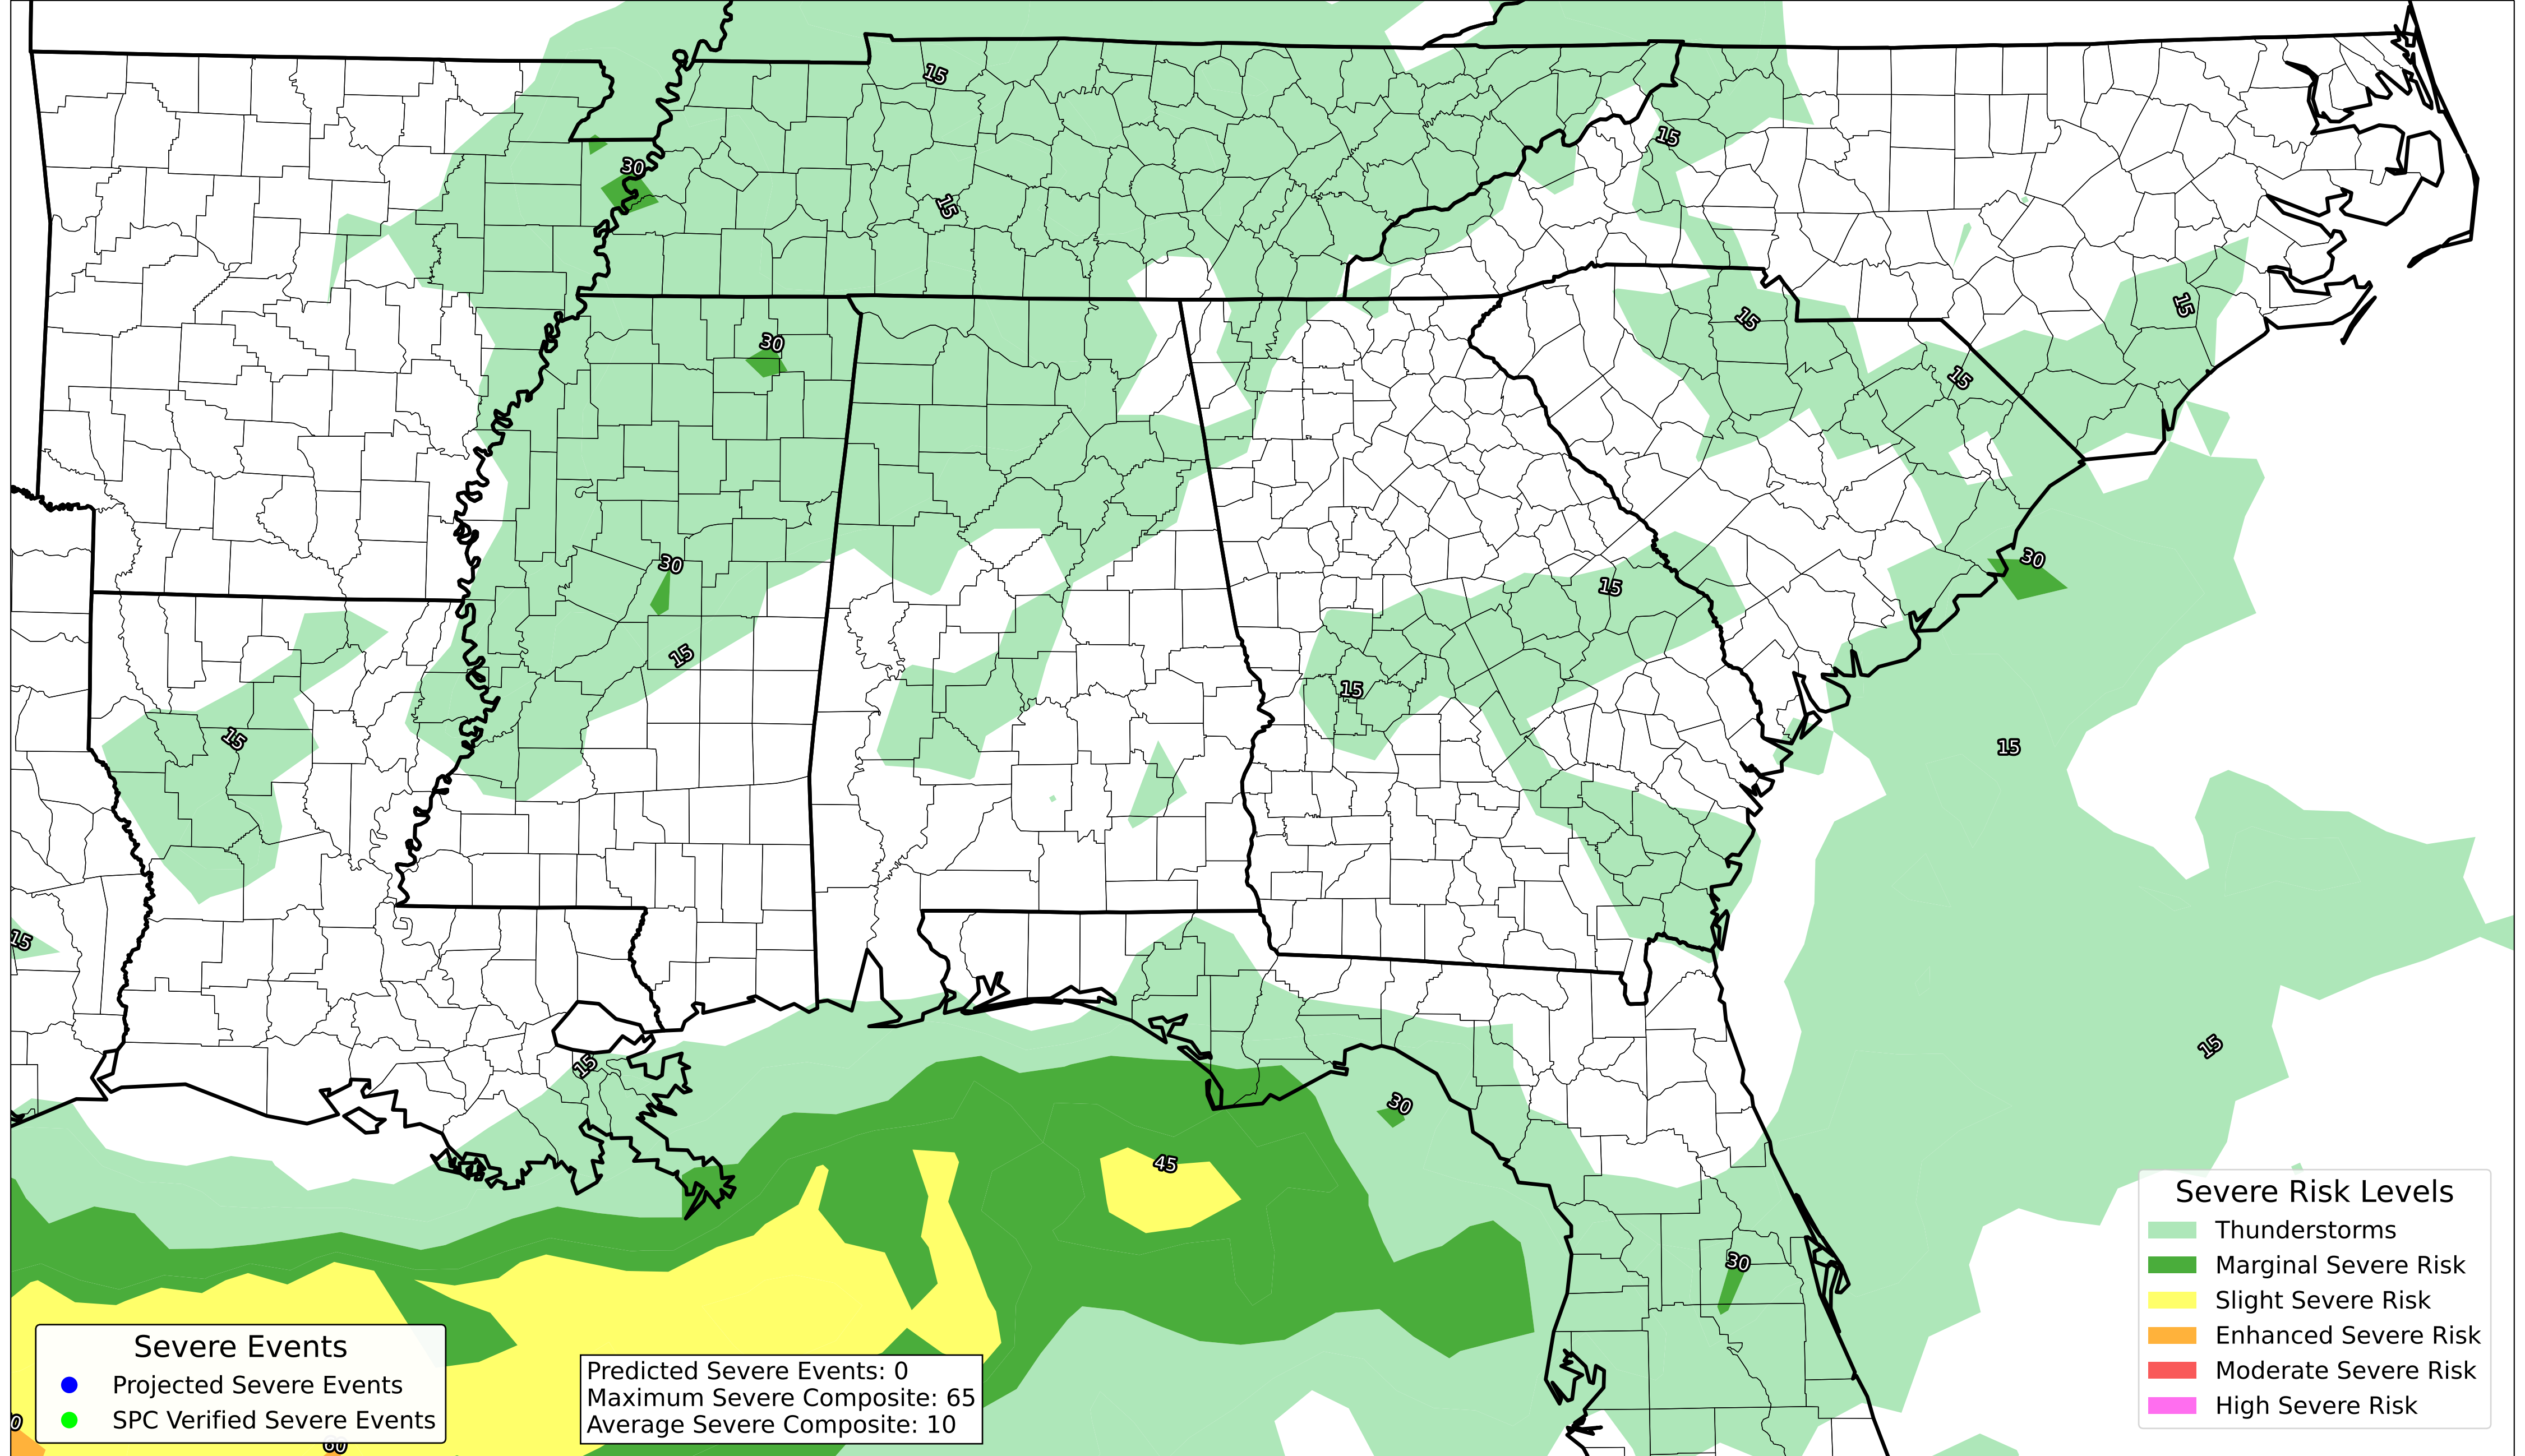 15
15
30
15
15
30
15
15
15
30
30
15
15
15
15
15
15
15
15
30
45
30
60
Severe Risk Levels
Thunderstorms
Marginal Severe Risk
Slight Severe Risk
Enhanced Severe Risk
Moderate Severe Risk
High Severe Risk
Severe Events
Projected Severe Events
SPC Verified Severe Events
Predicted Severe Events: 0
Maximum Severe Composite: 65
Average Severe Composite: 10